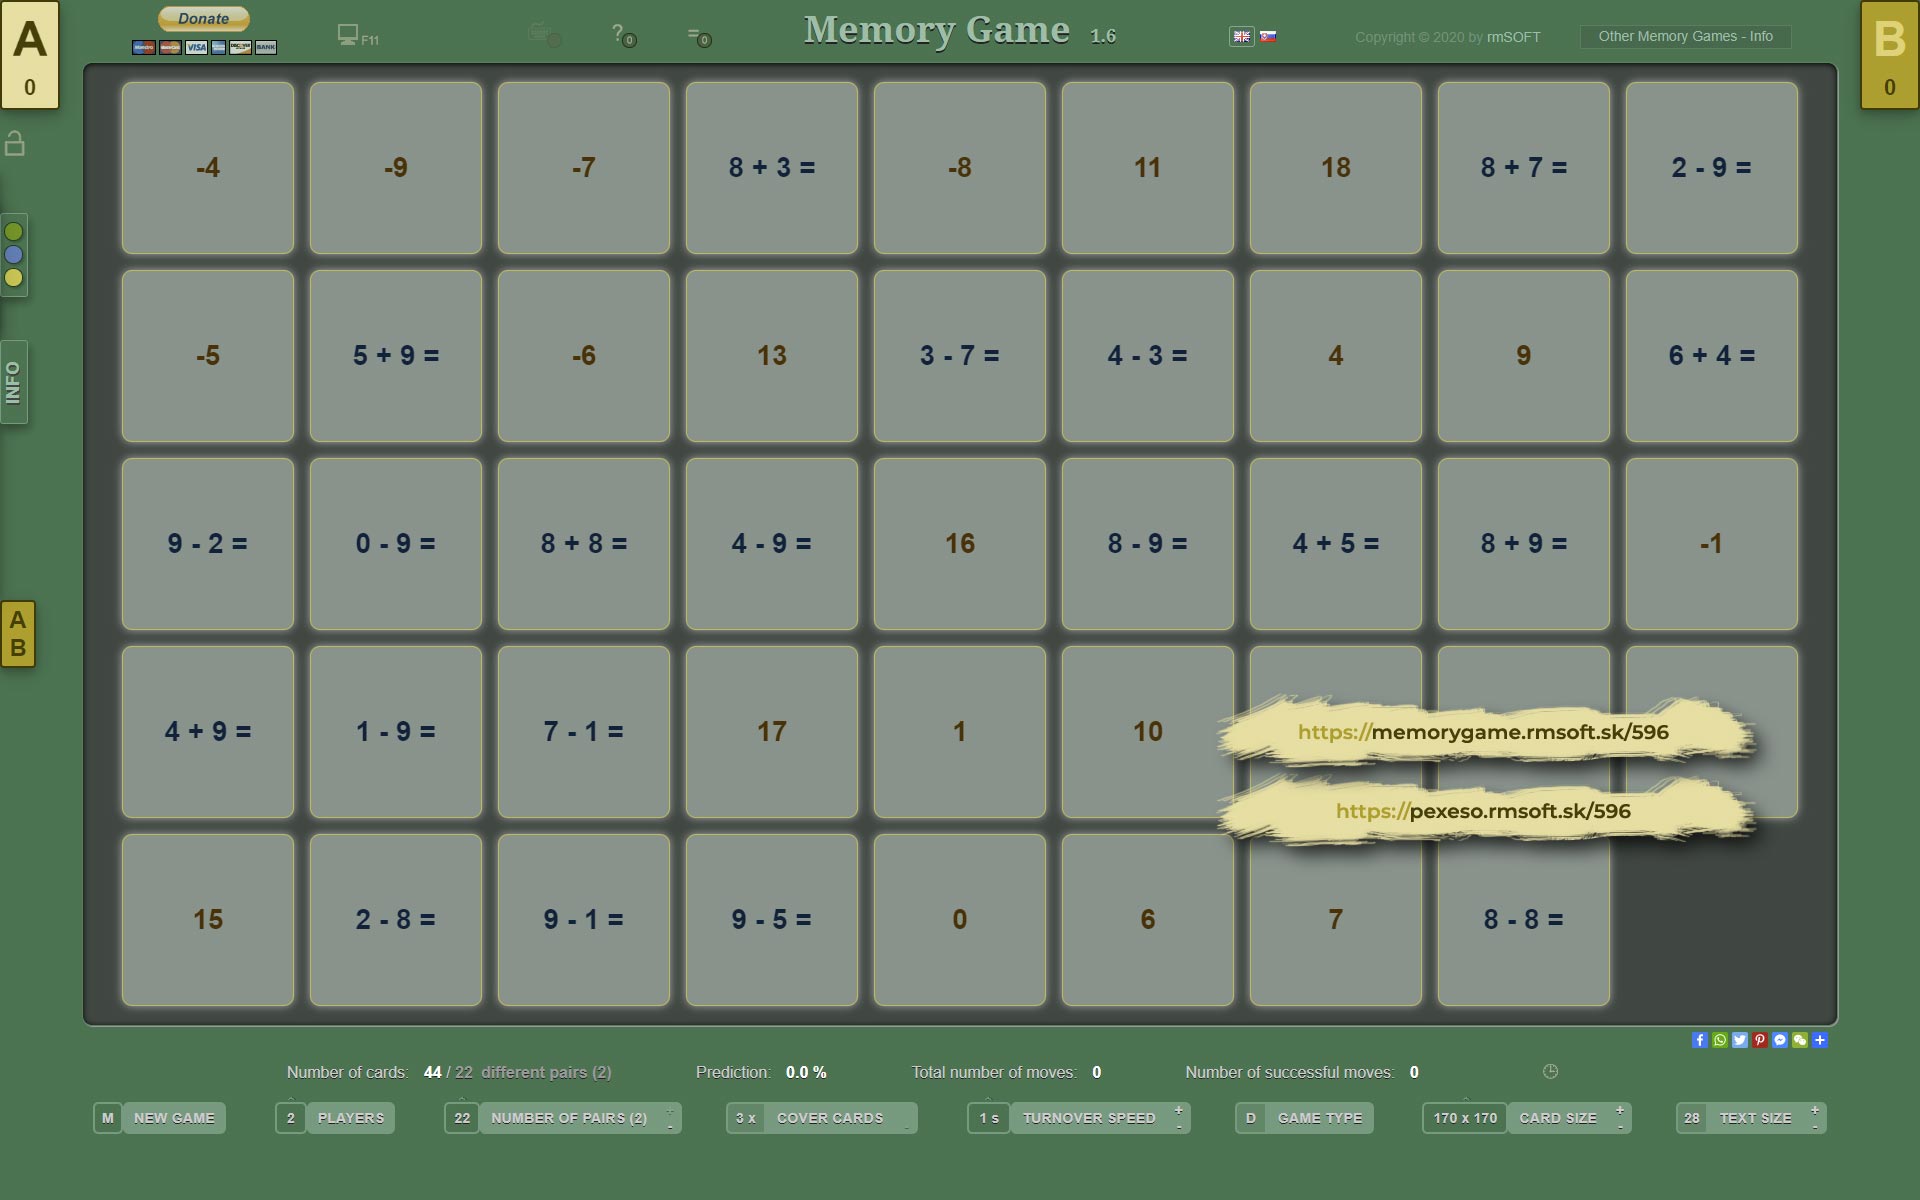 A
0
Donate
Maestro MasterCard VISA BANK
F11
?0
=0
Memory Game 1.6
Copyright © 2020 by rmSOFT
Other Memory Games - Info
B
0
-4 -9 -7 8 + 3 = -8 11 18 8 + 7 = 2 - 9 =
-5 5 + 9 = -6 13 3 - 7 = 4 - 3 = 4 9 6 + 4 =
INFO
9 - 2 = 0 - 9 = 8 + 8 = 4 - 9 = 16 8 - 9 = 4 + 5 = 8 + 9 = -1
A
B
4 + 9 = 1 - 9 = 7 - 1 = 17 1 10
https://memorygame.rmsoft.sk/596
https://pexeso.rmsoft.sk/596
15 2 - 8 = 9 - 1 = 9 - 5 = 0 6 7 8 - 8 =
Number of cards: 44 / 22 different pairs (2) Prediction: 0.0 % Total number of moves: 0 Number of successful moves: 0
M NEW GAME 2 PLAYERS 22 NUMBER OF PAIRS (2) + - 3 x COVER CARDS - 1 s TURNOVER SPEED + - D GAME TYPE 170 x 170 CARD SIZE + - 28 TEXT SIZE + -